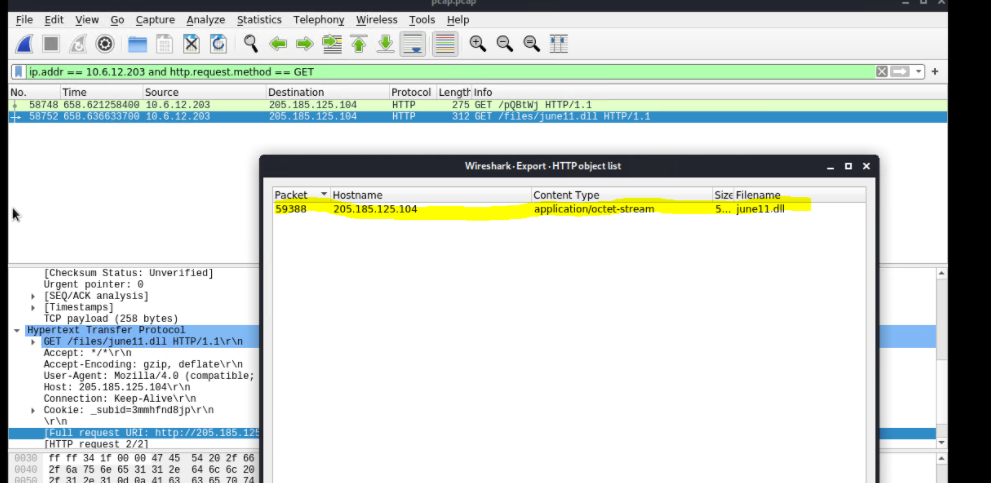 pcap.pcap
File Edit View Go Capture Analyze Statistics Telephony Wireless Tools Help
ip.addr == 10.6.12.203 and http.request.method == GET
No. Time Source Destination Protocol Length Info
58748 658.621258400 10.6.12.203 205.185.125.104 HTTP 275 GET /pQBtWj HTTP/1.1
58752 658.636633700 10.6.12.203 205.185.125.104 HTTP 312 GET /files/june11.dll HTTP/1.1
Wireshark · Export · HTTP object list
Packet Hostname Content Type Size Filename
59388 205.185.125.104 application/octet-stream 5... june11.dll
[Checksum Status: Unverified]
Urgent pointer: 0
[SEQ/ACK analysis]
[Timestamps]
TCP payload (258 bytes)
Hypertext Transfer Protocol
GET /files/june11.dll HTTP/1.1\r\n
Accept: */*\r\n
Accept-Encoding: gzip, deflate\r\n
User-Agent: Mozilla/4.0 (compatible;
Host: 205.185.125.104\r\n
Connection: Keep-Alive\r\n
Cookie: _subid=3mmhfnd8jp\r\n
\r\n
[Full request URI: http://205.185.125
[HTTP request 2/2]
0030 ff ff 34 1f 00 00 47 45 54 20 2f 66
0040 2f 6a 75 6e 65 31 31 2e 64 6c 6c 20
0050 2f 31 2e 31 0d 0a 41 63 63 65 70 74